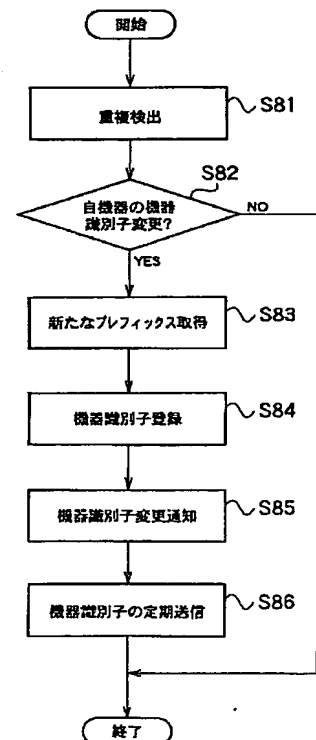 開始
重複検出
S81
S82
自機器の機器
識別子変更?
NO
YES
新たなプレフィックス取得
S83
機器識別子登録
S84
機器識別子変更通知
S85
機器識別子の定期送信
S86
終了